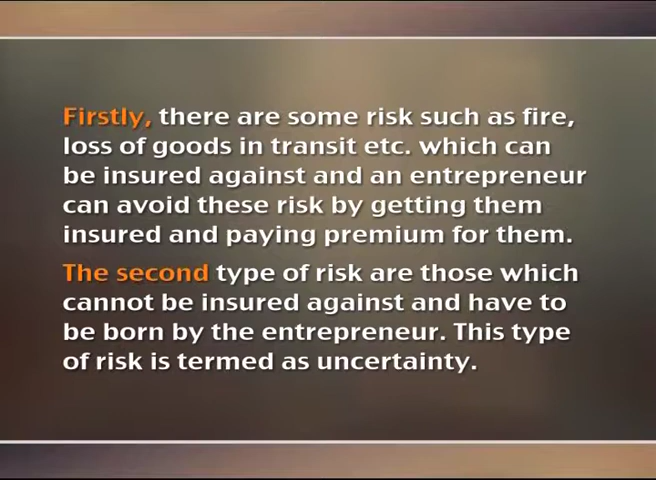 Firstly, there are some risk such as fire,
loss of goods in transit etc. which can
be insured against and an entrepreneur
can avoid these risk by getting them
insured and paying premium for them.
The second type of risk are those which
cannot be insured against and have to
be born by the entrepreneur. This type
of risk is termed as uncertainty.